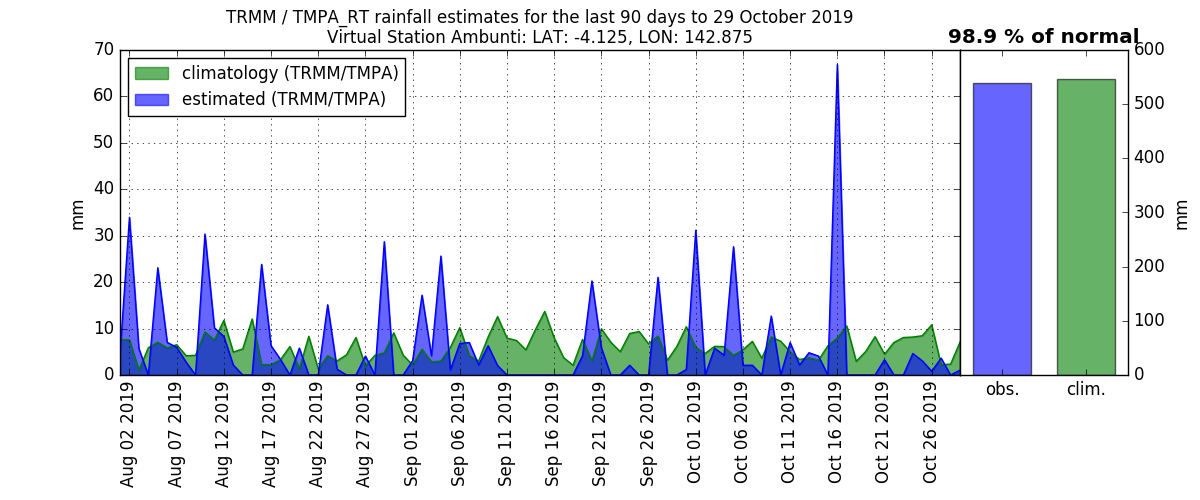 TRMM / TMPA_RT rainfall estimates for the last 90 days to 29 October 2019
Virtual Station Ambunti: LAT: -4.125, LON: 142.875
98.9 % of normal
climatology (TRMM/TMPA)
estimated (TRMM/TMPA)
mm
70
60
50
40
30
20
10
0
Aug 02 2019
Aug 07 2019
Aug 12 2019
Aug 17 2019
Aug 22 2019
Aug 27 2019
Sep 01 2019
Sep 06 2019
Sep 11 2019
Sep 16 2019
Sep 21 2019
Sep 26 2019
Oct 01 2019
Oct 06 2019
Oct 11 2019
Oct 16 2019
Oct 21 2019
Oct 26 2019
600
500
400
300
200
100
0
mm
obs.
clim.